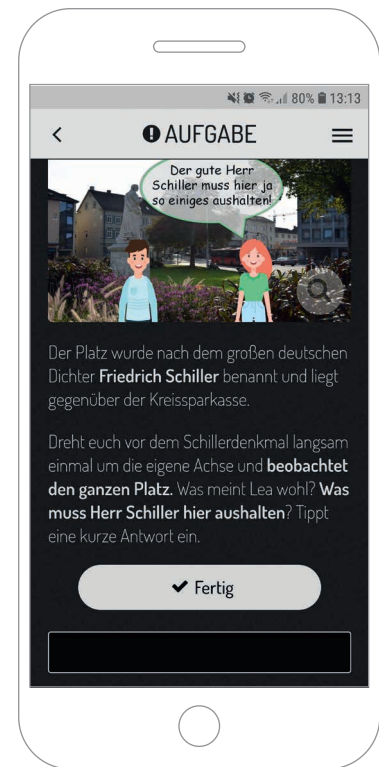 80% 13:13
AUFGABE
Der gute Herr
Schiller muss hier ja
so einiges aushalten!
Der Platz wurde nach dem großen deutschen
Dichter Friedrich Schiller benannt und liegt
gegenüber der Kreissparkasse.
Dreht euch vor dem Schillerdenkmal langsam
einmal um die eigene Achse und beobachtet
den ganzen Platz. Was meint Lea wohl? Was
muss Herr Schiller hier aushalten? Tippt
eine kurze Antwort ein.
Fertig